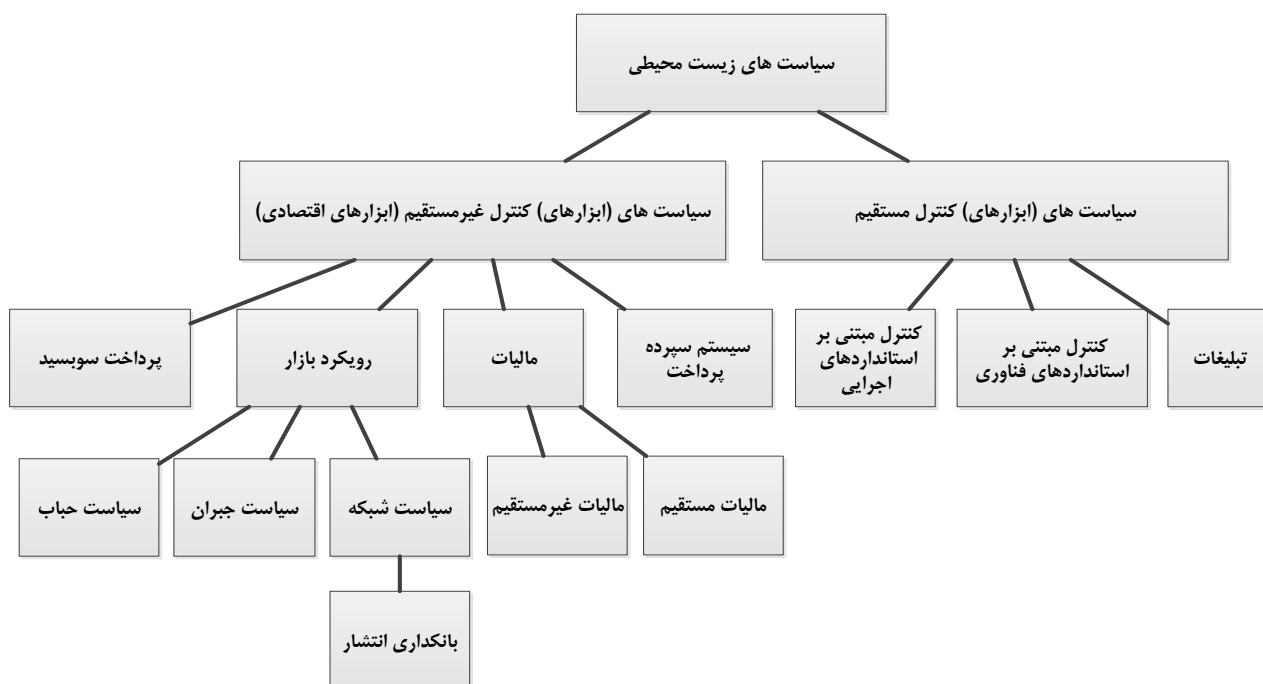 سیاست های زیست محیطی
سیاست های (ابزارهای) کنترل مستقیم
سیاست های (ابزارهای) کنترل غیرمستقیم (ابزارهای اقتصادی)
تبلیغات
کنترل مبتنی بر
استانداردهای فناوری
کنترل مبتنی بر
استانداردهای
اجرایی
سیستم سپرده
پرداخت
مالیات
رویکرد بازار
پرداخت سوبسید
مالیات مستقیم
مالیات غیرمستقیم
سیاست شبکه
سیاست جبران
سیاست حباب
بانکداری انتشار